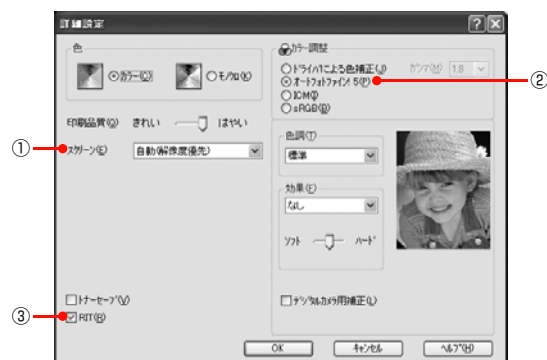 詳細設定
色
カラー(C)
モノクロ(K)
印刷品質(Q) きれい はやい
① スクリーン(E) 自動(解像度優先)
トナーセーブ(V)
③ RIT(B)
カラー調整
ドライバによる色補正(J) ガンマ(M) 1.8
オートフォトファイン! 5(P) ②
ICM(I)
sRGB(R)
色調(T)
標準
効果(F)
なし
ソフト ハード
デジタルカメラ用補正(L)
OK キャンセル ヘルプ(H)